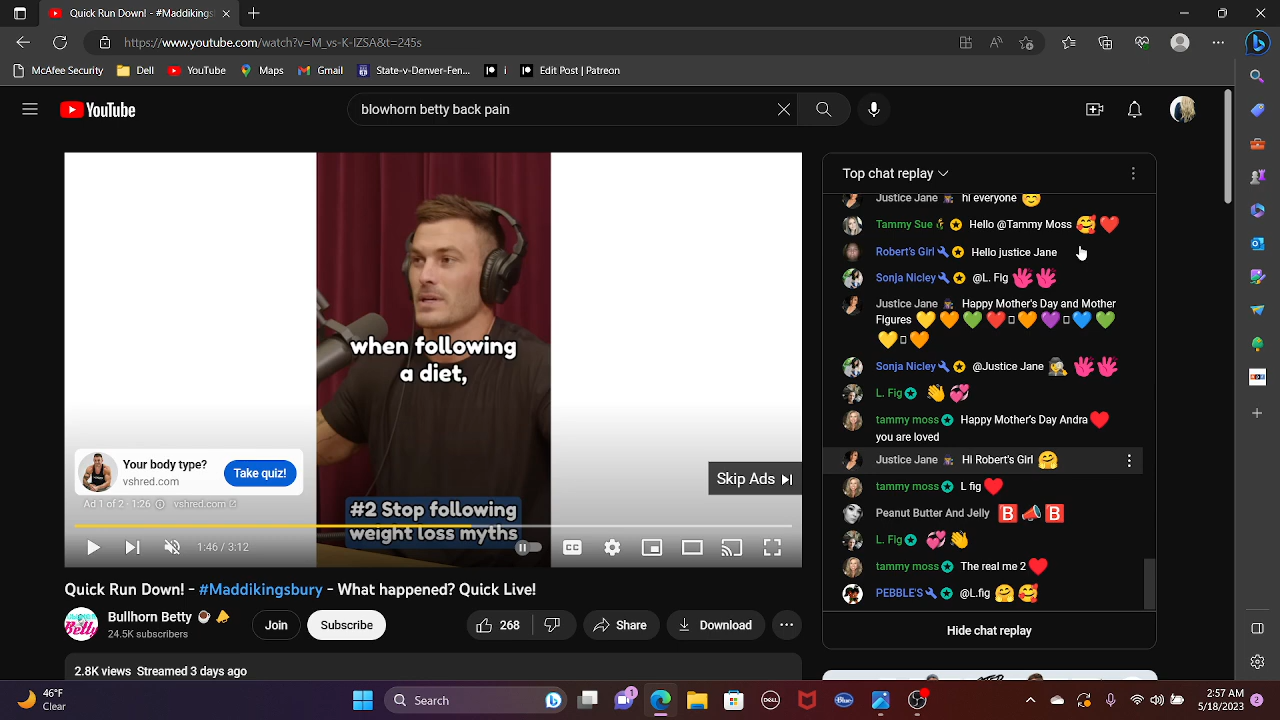 Quick Run Down! - #Maddikings
https://www.youtube.com/watch?v=M_vs-K-IZSA&t=245s
McAfee Security Dell YouTube Maps Gmail State-v-Denver-Fen... i Edit Post | Patreon
YouTube
blowhorn betty back pain
when following
a diet,
Your body type?
vshred.com
Take quiz!
Skip Ads
Ad 1 of 2 · 1:26 vshred.com
#2 Stop following
weight loss myths
1:46 / 3:12
CC
Quick Run Down! - #Maddikingsbury - What happened? Quick Live!
Betty
Bullhorn Betty ☕ 📣
24.5K subscribers
Join
Subscribe
268
Share
Download
2.8K views Streamed 3 days ago
Top chat replay
Justice Jane hi everyone 😊
Tammy Sue Hello @Tammy Moss 🥰 ❤️
Robert's Girl Hello justice Jane
Sonja Nicley @L. Fig 👋👋
Justice Jane Happy Mother's Day and Mother
Figures 💛 🧡 💚 ❤️ 🧡 💜 💙 💚
💛 🧡
Sonja Nicley @Justice Jane 👋👋
L. Fig 👋 💞
tammy moss Happy Mother's Day Andra ❤️
you are loved
Justice Jane Hi Robert's Girl 🤗
tammy moss L fig ❤️
Peanut Butter And Jelly 🅱 📣 🅱
L. Fig 💞 👋
tammy moss The real me 2 ❤️
PEBBLE'S @L.fig 🤗 🥰
Hide chat replay
46°F
Clear
Search
1
DELL
2:57 AM
5/18/2023
2